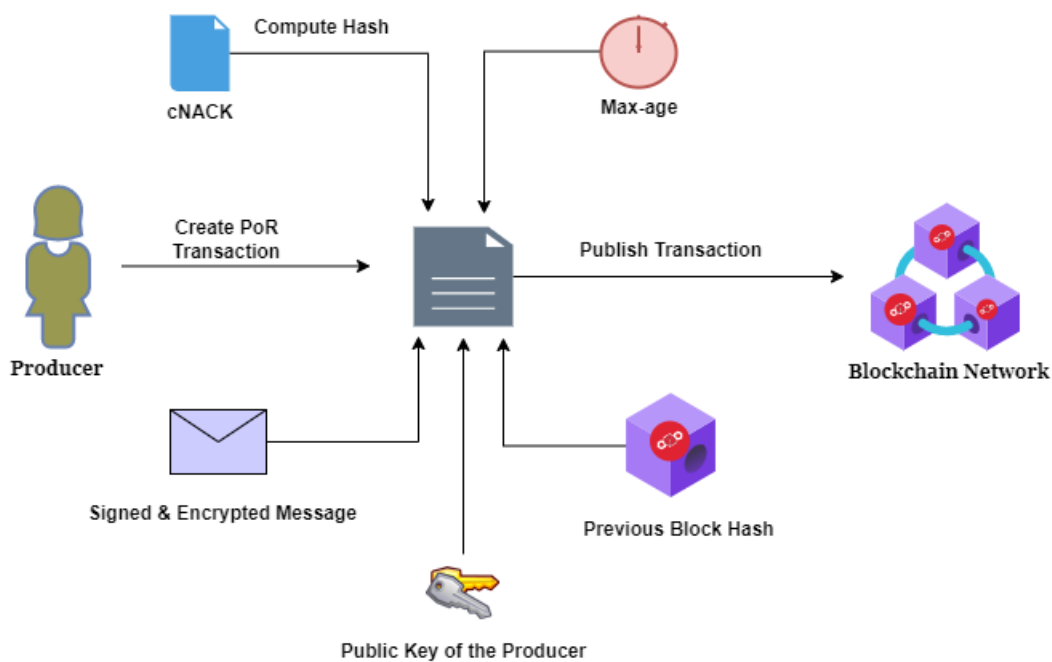 Compute Hash
cNACK
Max-age
Create PoR
Transaction
Publish Transaction
Producer
Blockchain Network
Signed & Encrypted Message
Previous Block Hash
Public Key of the Producer